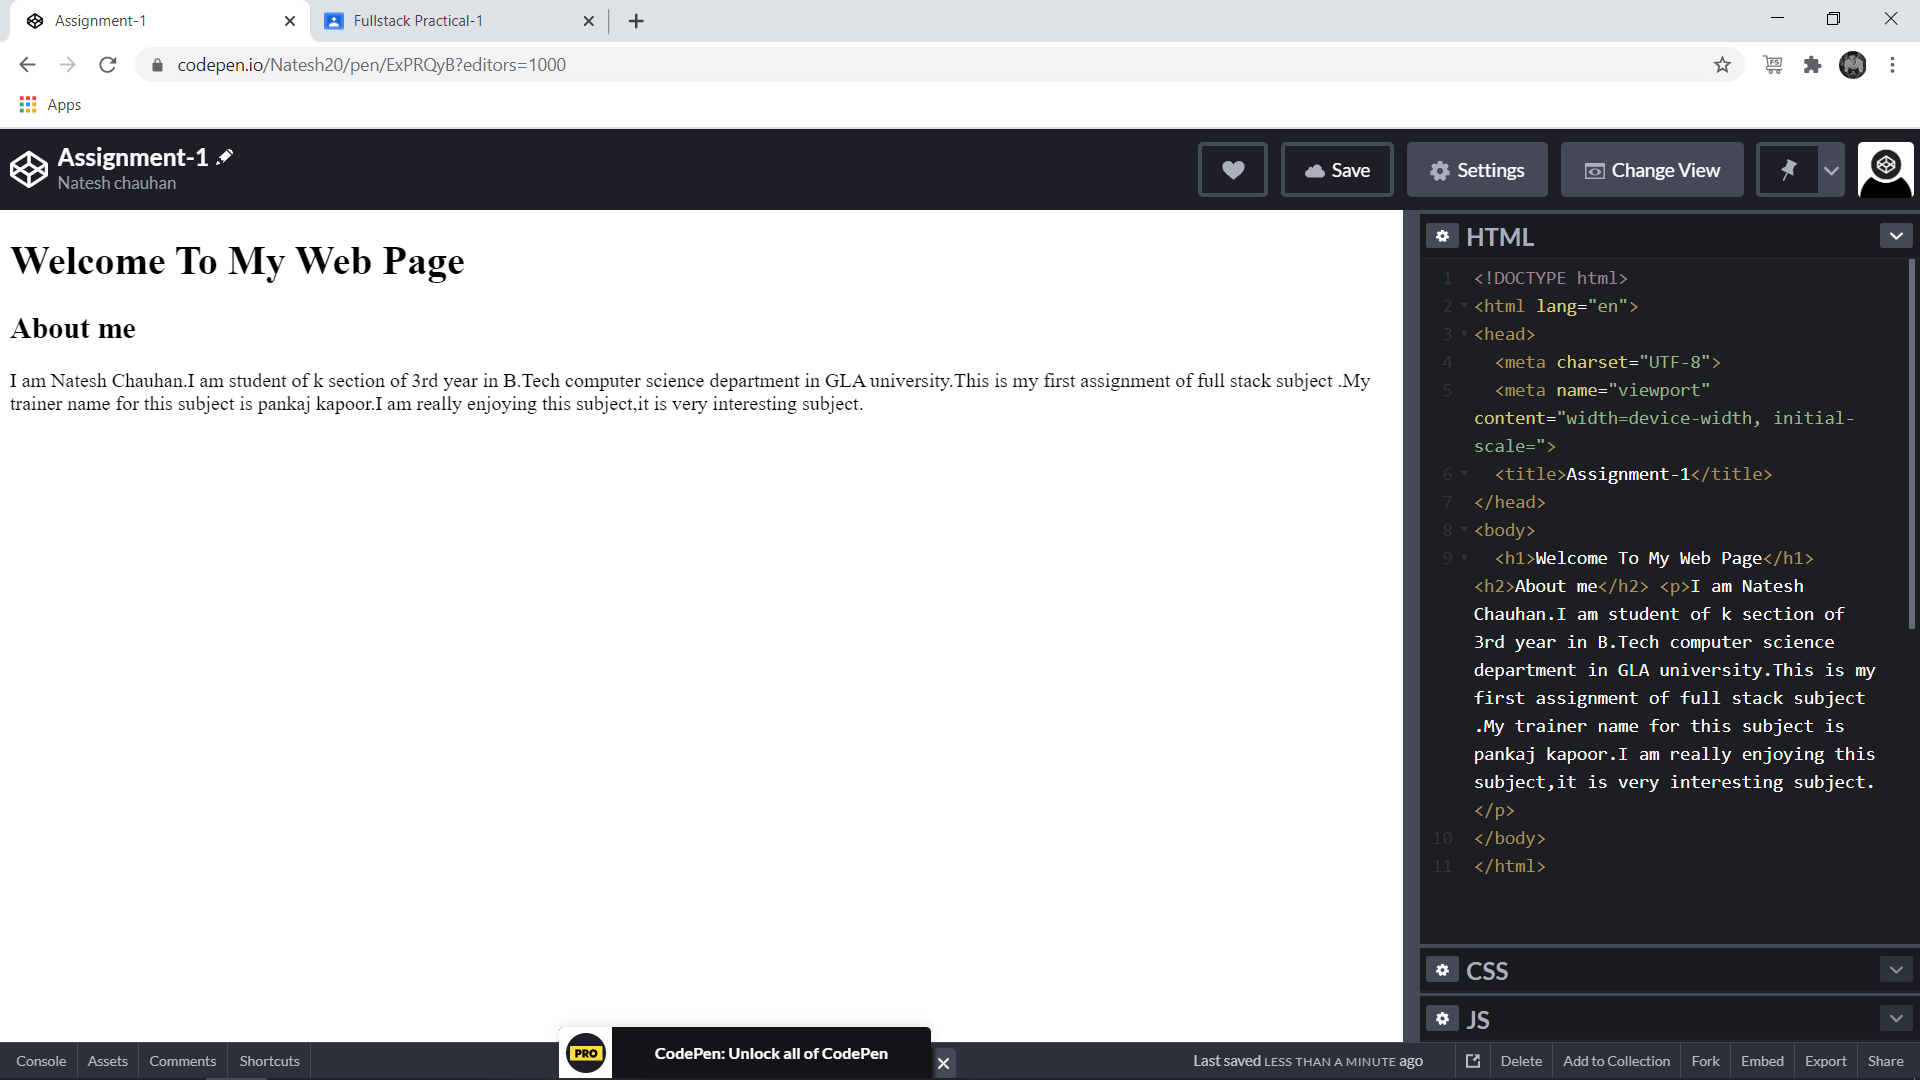 Assignment-1
Fullstack Practical-1
codepen.io/Natesh20/pen/ExPRQyB?editors=1000
FS
Apps
Assignment-1
Natesh chauhan
Save
Settings
Change View
Welcome To My Web Page
About me
I am Natesh Chauhan.I am student of k section of 3rd year in B.Tech computer science department in GLA university.This is my first assignment of full stack subject .My
trainer name for this subject is pankaj kapoor.I am really enjoying this subject,it is very interesting subject.
HTML
1 <!DOCTYPE html>
2 <html lang="en">
3 <head>
4 <meta charset="UTF-8">
5 <meta name="viewport"
content="width=device-width, initial-
scale=">
6 <title>Assignment-1</title>
7 </head>
8 <body>
9 <h1>Welcome To My Web Page</h1>
<h2>About me</h2> <p>I am Natesh
Chauhan.I am student of k section of
3rd year in B.Tech computer science
department in GLA university.This is my
first assignment of full stack subject
.My trainer name for this subject is
pankaj kapoor.I am really enjoying this
subject,it is very interesting subject.
</p>
10 </body>
11 </html>
CSS
JS
Console Assets Comments Shortcuts
PRO CodePen: Unlock all of CodePen
Last saved LESS THAN A MINUTE ago
Delete Add to Collection Fork Embed Export Share